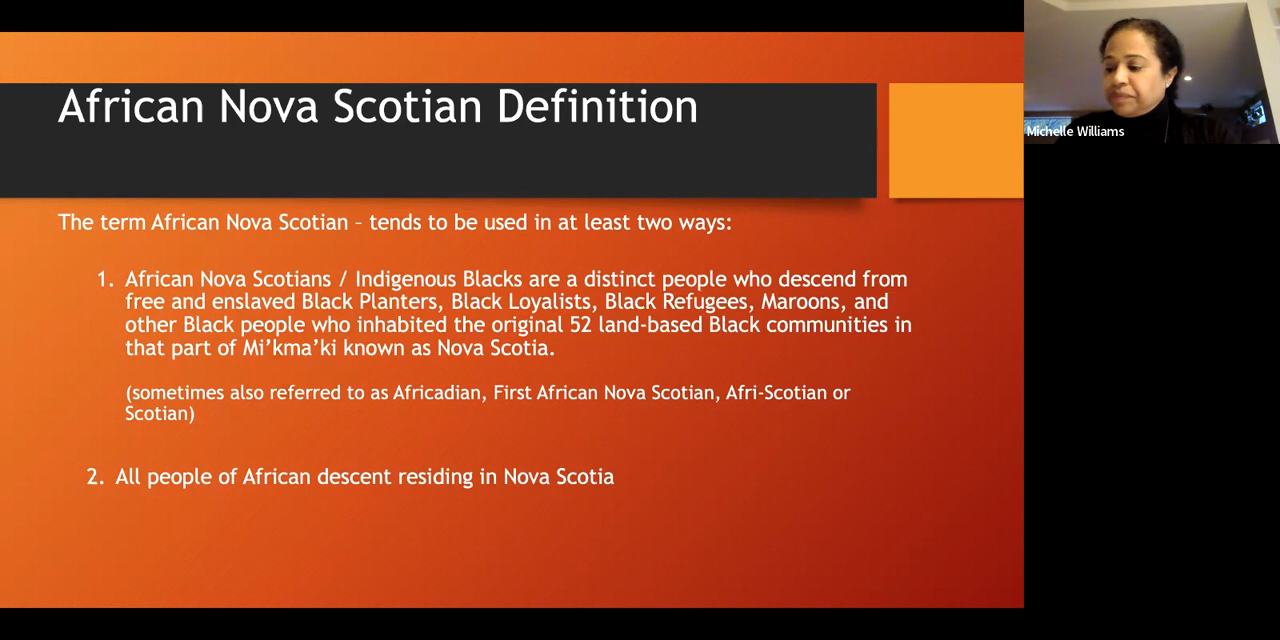 African Nova Scotian Definition
Michelle Williams
The term African Nova Scotian – tends to be used in at least two ways:
1. African Nova Scotians / Indigenous Blacks are a distinct people who descend from
free and enslaved Black Planters, Black Loyalists, Black Refugees, Maroons, and
other Black people who inhabited the original 52 land-based Black communities in
that part of Mi’kma’ki known as Nova Scotia.
(sometimes also referred to as Africadian, First African Nova Scotian, Afri-Scotian or
Scotian)
2. All people of African descent residing in Nova Scotia